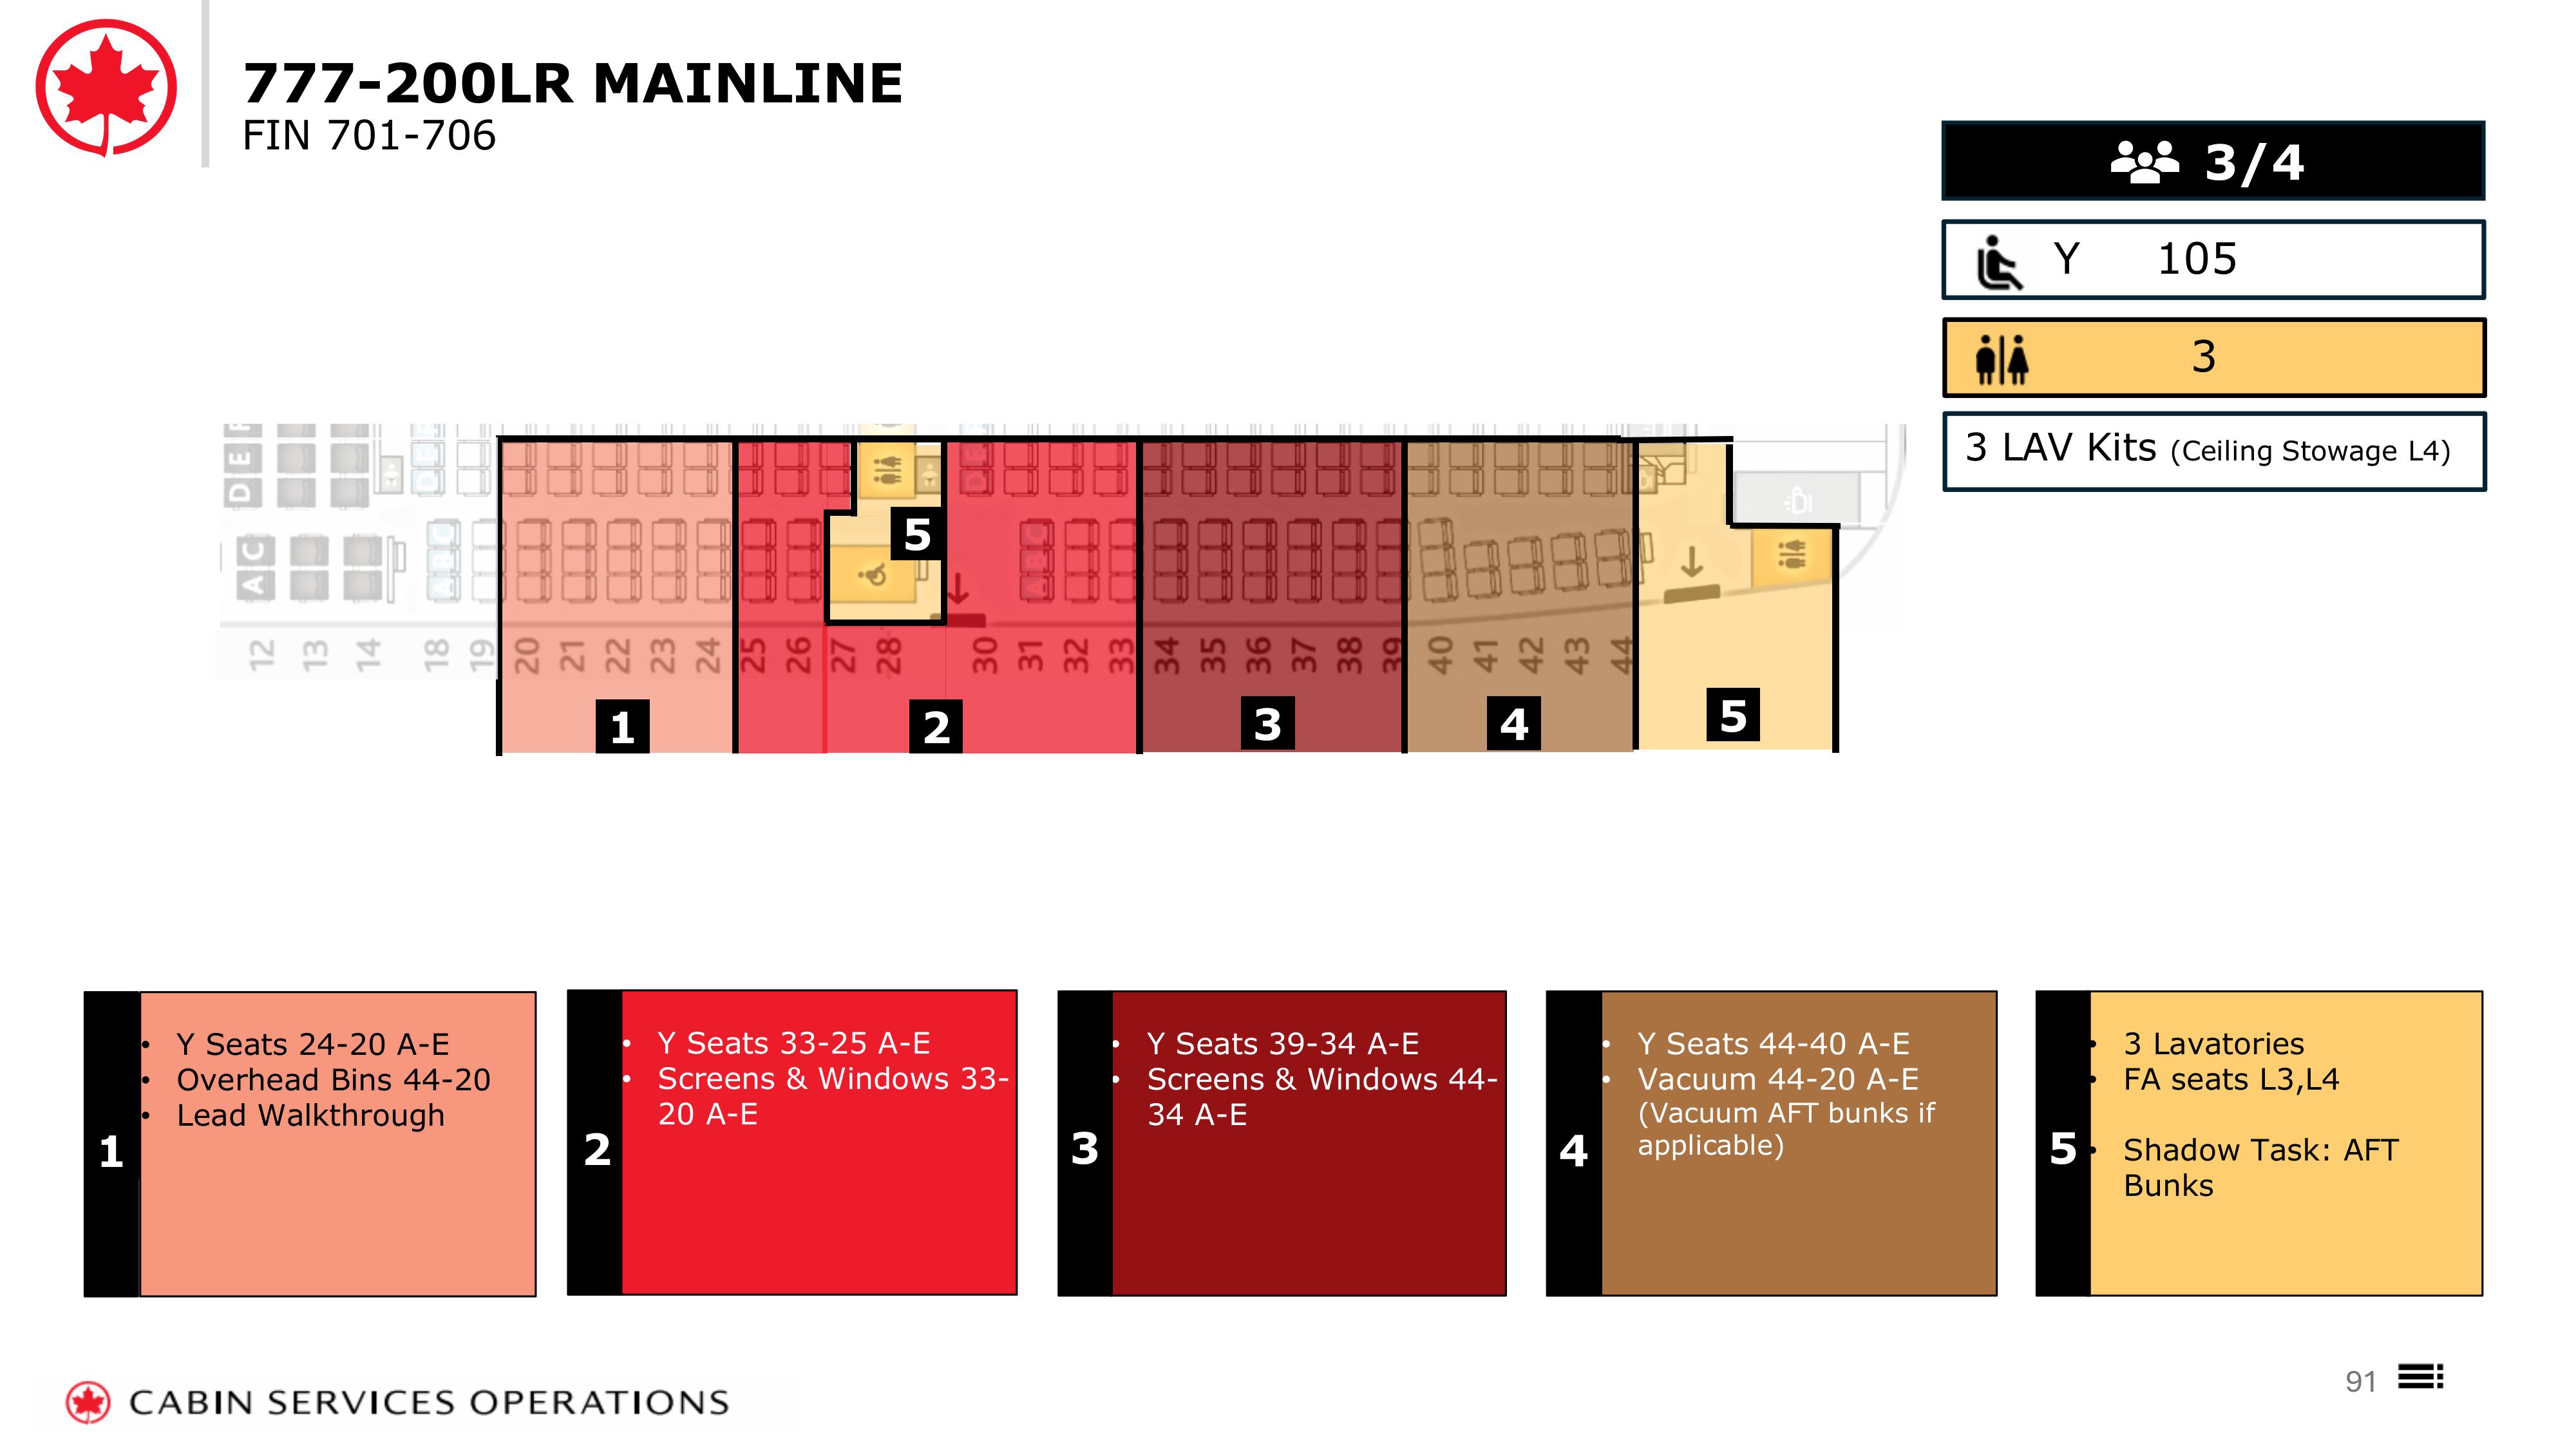 777-200LR MAINLINE
FIN 701-706
3/4
Y 105
3
3 LAV Kits (Ceiling Stowage L4)
D E F
A C
D E F
A B C
D E F
A B C
5
12 13 14 18 19 20 21 22 23 24 25 26 27 28 30 31 32 33 34 35 36 37 38 39 40 41 42 43 44
1
2
3
4
5
1
• Y Seats 24-20 A-E
• Overhead Bins 44-20
• Lead Walkthrough
2
• Y Seats 33-25 A-E
• Screens & Windows 33-
20 A-E
3
• Y Seats 39-34 A-E
• Screens & Windows 44-
34 A-E
4
• Y Seats 44-40 A-E
• Vacuum 44-20 A-E
(Vacuum AFT bunks if
applicable)
5
• 3 Lavatories
• FA seats L3,L4
• Shadow Task: AFT
Bunks
CABIN SERVICES OPERATIONS
91